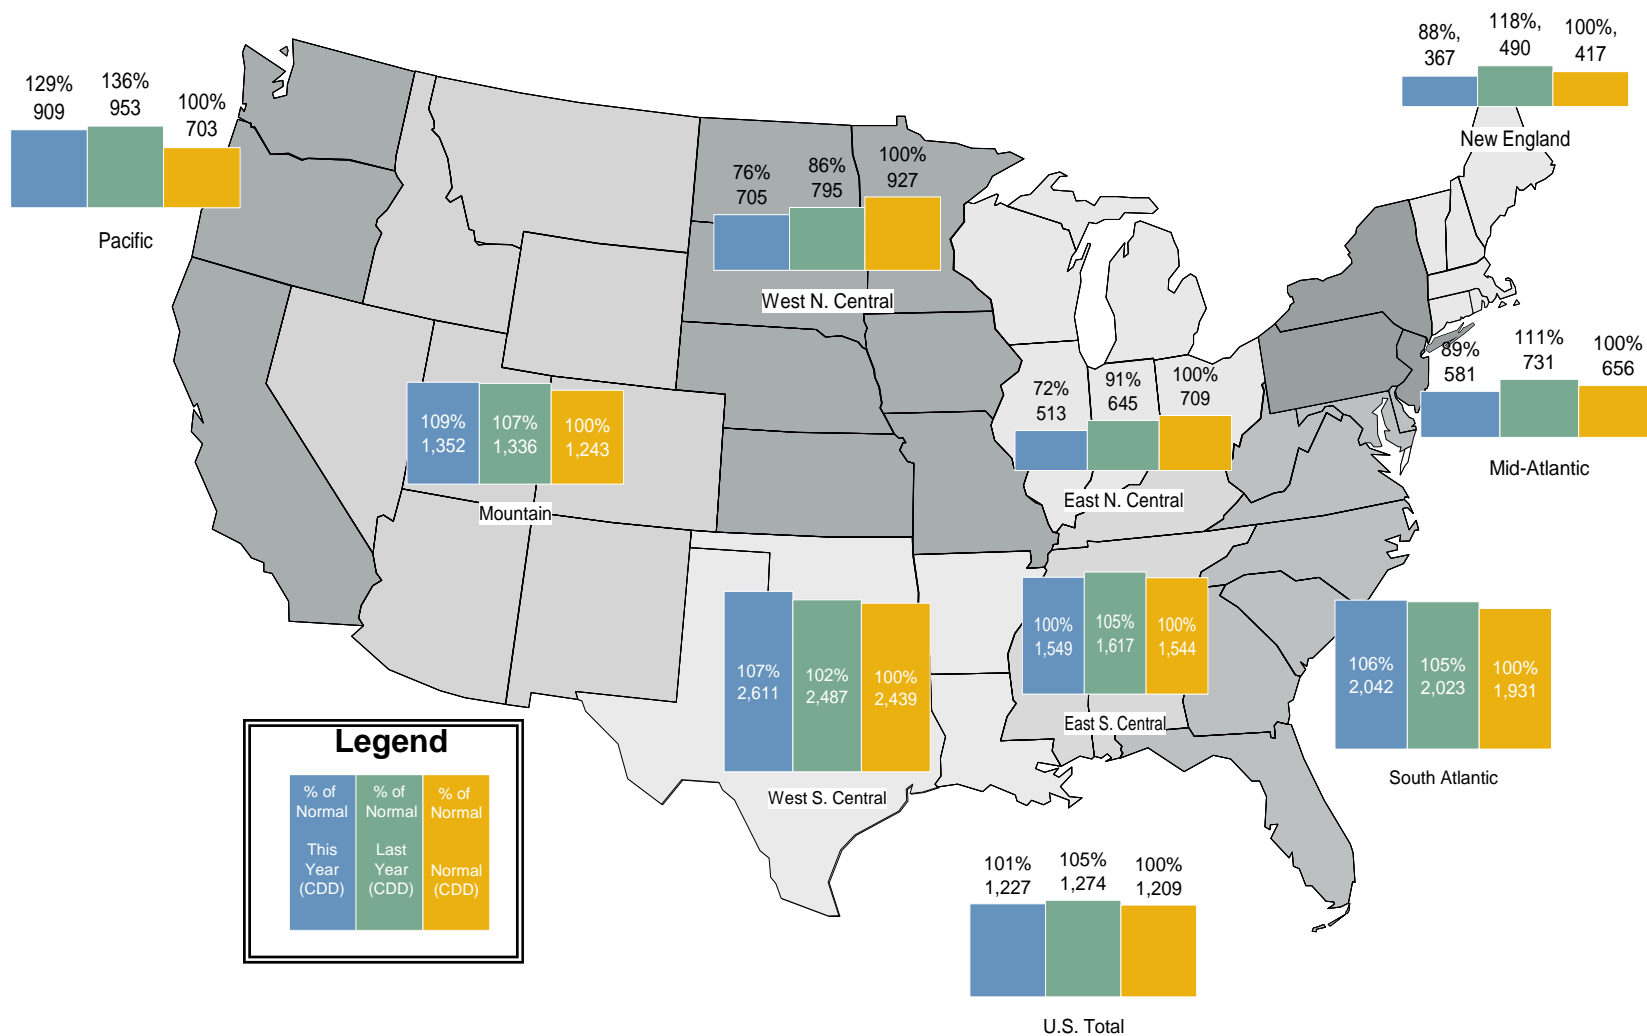 88%,
367
118%,
490
100%,
417
New England
129%
909
136%
953
100%
703
Pacific
76%
705
86%
795
100%
927
West N. Central
89%
581
111%
731
100%
656
Mid-Atlantic
72%
513
91%
645
100%
709
East N. Central
109%
1,352
107%
1,336
100%
1,243
Mountain
107%
2,611
102%
2,487
100%
2,439
West S. Central
100%
1,549
105%
1,617
100%
1,544
East S. Central
106%
2,042
105%
2,023
100%
1,931
South Atlantic
Legend
% of
Normal
This
Year
(CDD)
% of
Normal
Last
Year
(CDD)
% of
Normal
Normal
(CDD)
101%
1,227
105%
1,274
100%
1,209
U.S. Total